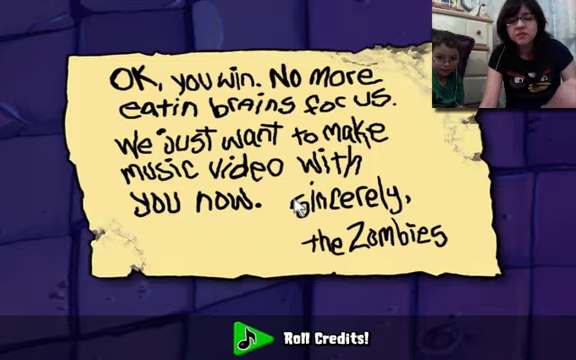 OK, you win. No more
eatin brains for us.
We just want to make
music video with
you now. sincerely,
the Zombies
Roll Credits!